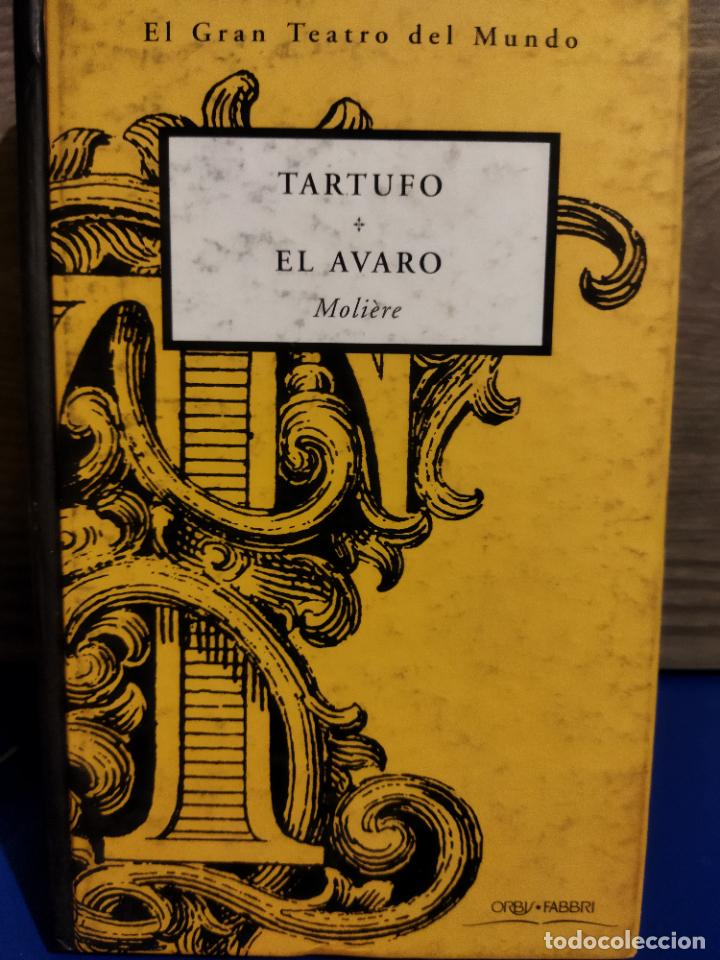 El Gran Teatro del Mundo
TARTUFO
EL AVARO
Molière
ORBIS • FABBRI
todocoleccion